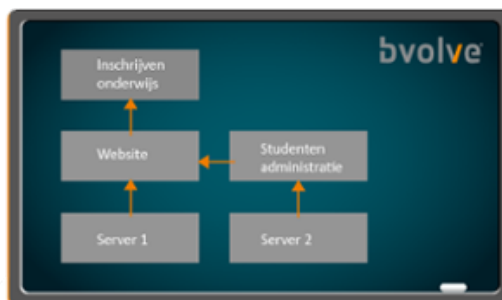 bvolve
Inschrijven
onderwijs
Website
Studenten
administratie
Server 1
Server 2